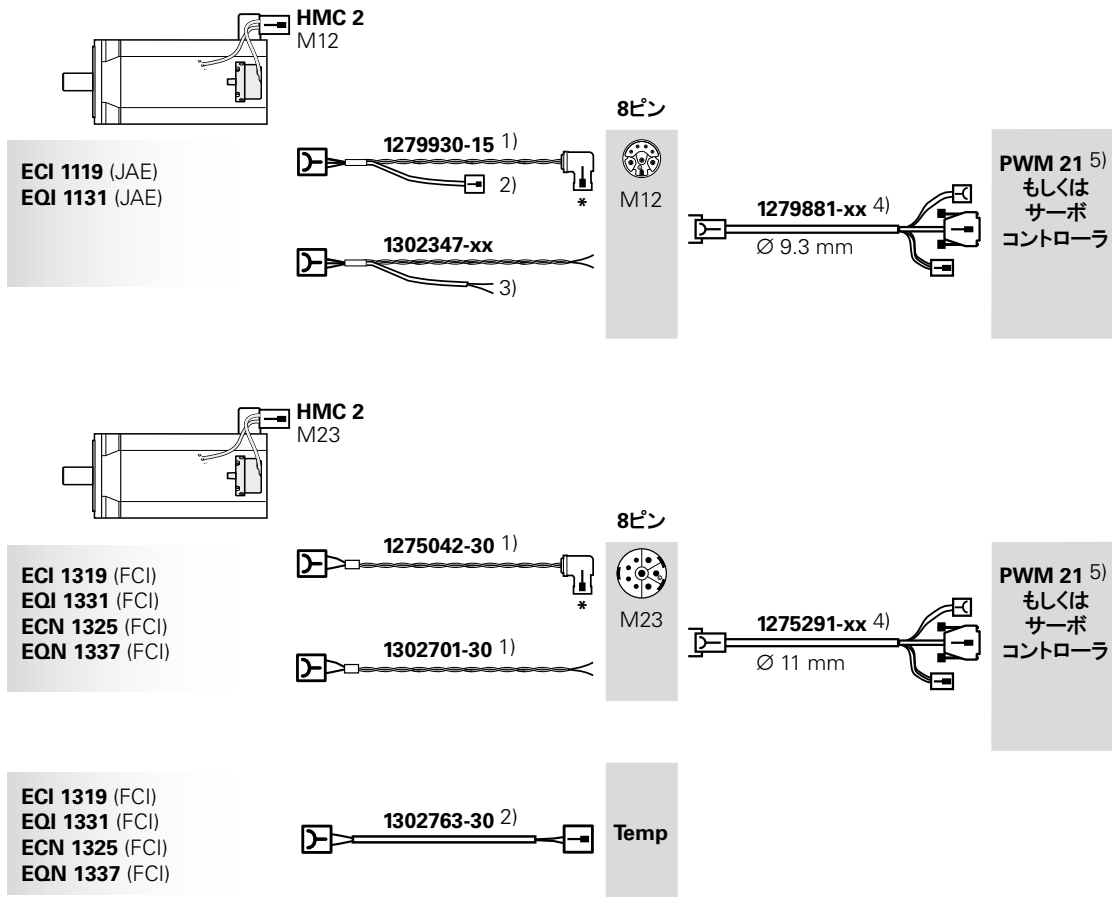 HMC 2
M12
8ピン
ECI 1119 (JAE)
EQI 1131 (JAE)
1279930-15 1)
2)
*
1302347-xx
3)
M12
1279881-xx 4)
Ø 9.3 mm
PWM 21 5)
もしくは
サーボ
コントローラ
HMC 2
M23
8ピン
ECI 1319 (FCI)
EQI 1331 (FCI)
ECN 1325 (FCI)
EQN 1337 (FCI)
1275042-30 1)
*
1302701-30 1)
M23
1275291-xx 4)
Ø 11 mm
PWM 21 5)
もしくは
サーボ
コントローラ
ECI 1319 (FCI)
EQI 1331 (FCI)
ECN 1325 (FCI)
EQN 1337 (FCI)
1302763-30 2)
Temp